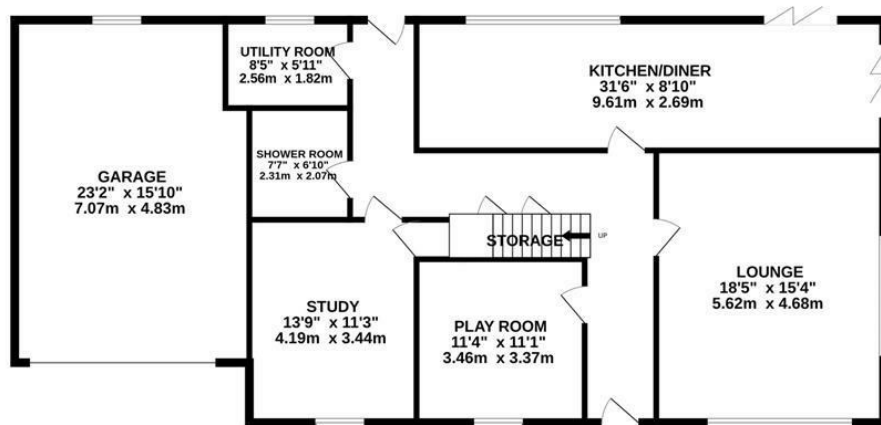 UTILITY ROOM
8'5" x 5'11"
2.56m x 1.82m
KITCHEN/DINER
31'6" x 8'10"
9.61m x 2.69m
SHOWER ROOM
7'7" x 6'10"
2.31m x 2.07m
GARAGE
23'2" x 15'10"
7.07m x 4.83m
STORAGE
UP
LOUNGE
18'5" x 15'4"
5.62m x 4.68m
STUDY
13'9" x 11'3"
4.19m x 3.44m
PLAY ROOM
11'4" x 11'1"
3.46m x 3.37m